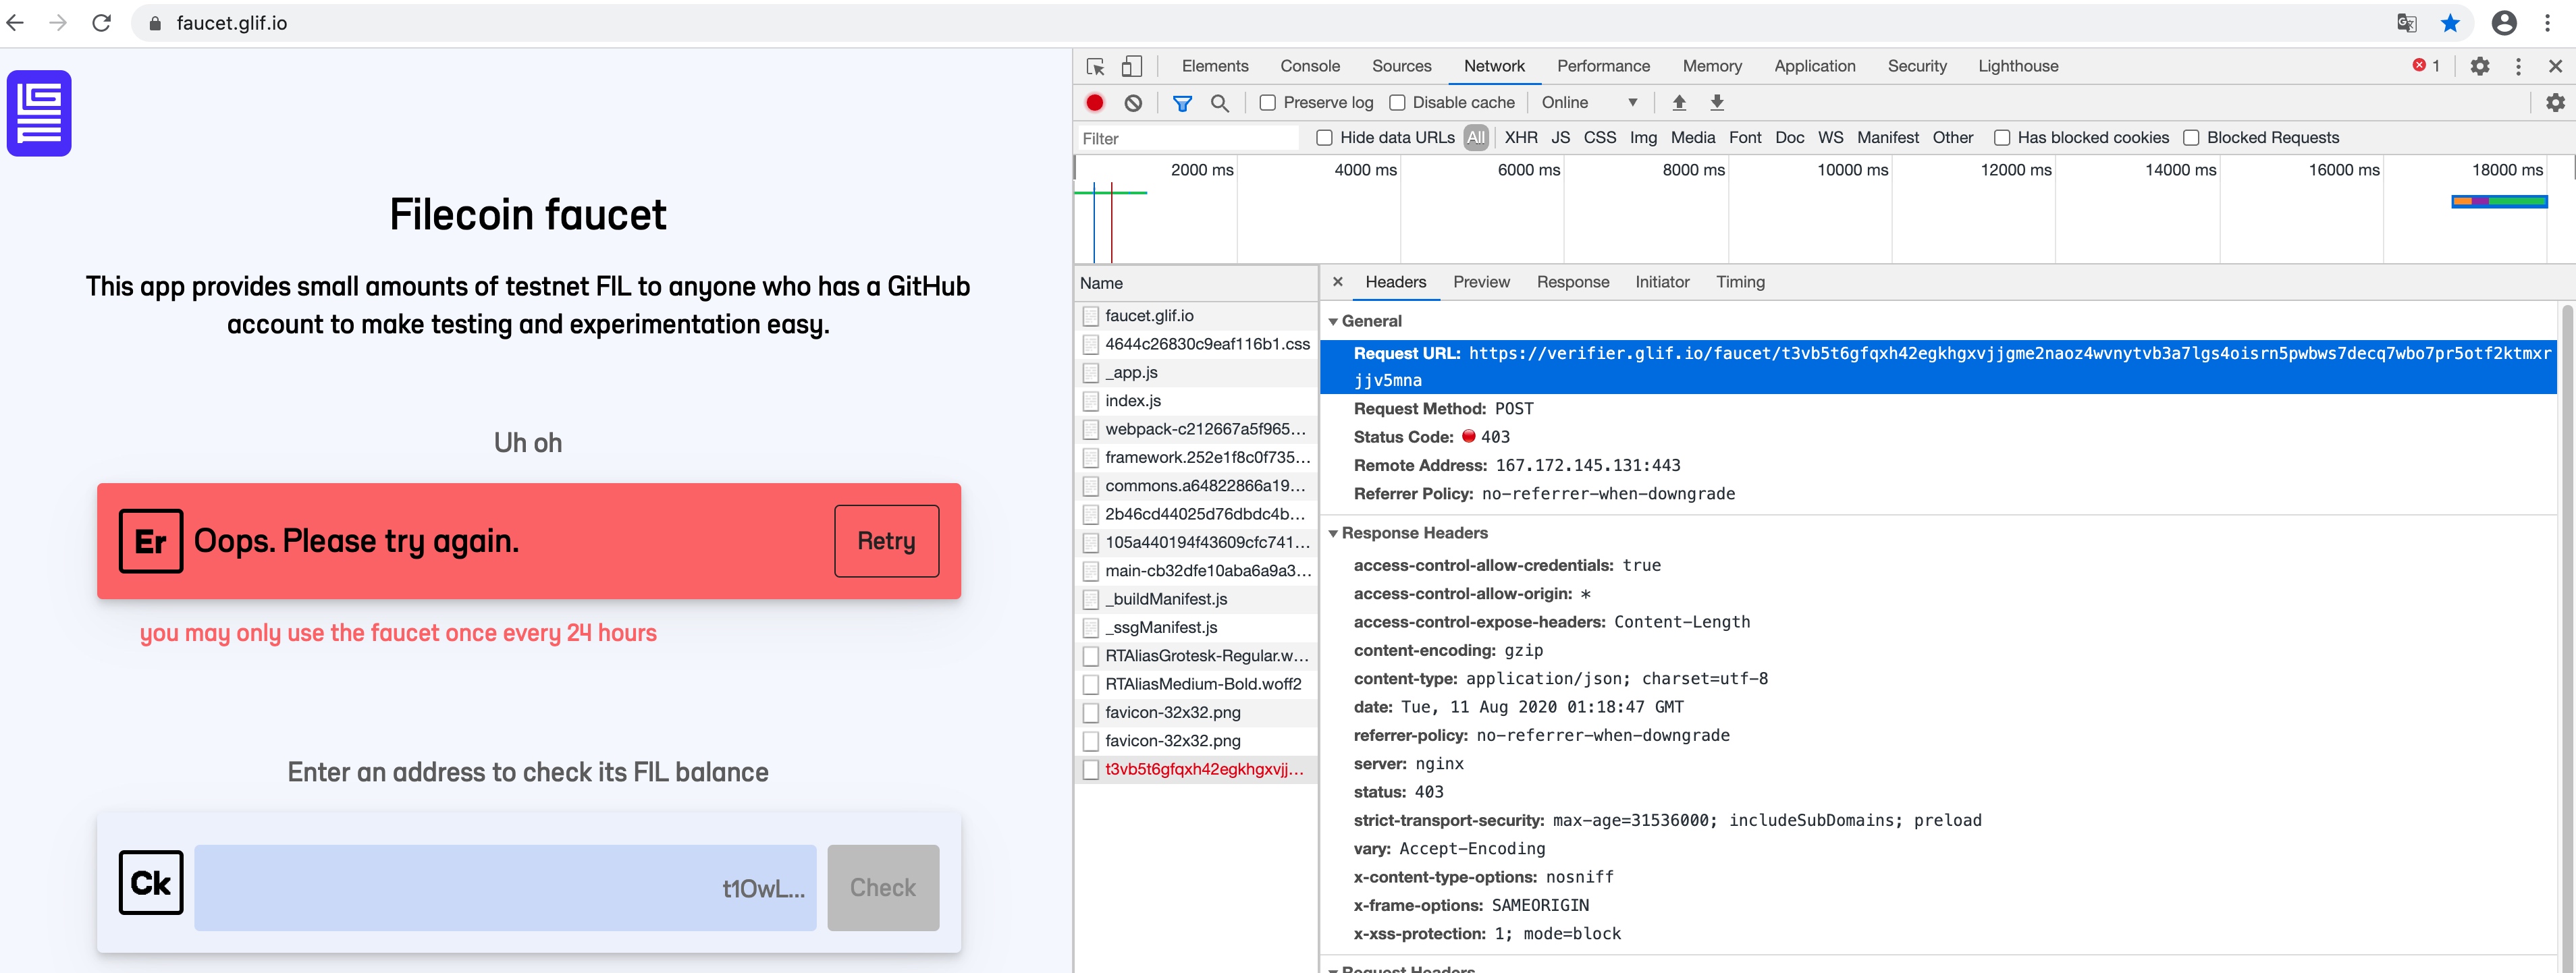 faucet.glif.io
Filecoin faucet
This app provides small amounts of testnet FIL to anyone who has a GitHub
account to make testing and experimentation easy.
Uh oh
Er Oops. Please try again. Retry
you may only use the faucet once every 24 hours
Enter an address to check its FIL balance
Ck t1OwL... Check
Elements Console Sources Network Performance Memory Application Security Lighthouse 1
Preserve log Disable cache Online
Filter Hide data URLs All XHR JS CSS Img Media Font Doc WS Manifest Other Has blocked cookies Blocked Requests
2000 ms 4000 ms 6000 ms 8000 ms 10000 ms 12000 ms 14000 ms 16000 ms 18000 ms
Name
faucet.glif.io
4644c26830c9eaf116b1.css
_app.js
index.js
webpack-c212667a5f965...
framework.252e1f8c0f735...
commons.a64822866a19...
2b46cd44025d76dbdc4b...
105a440194f43609cfc741...
main-cb32dfe10aba6a9a3...
_buildManifest.js
_ssgManifest.js
RTAliasGrotesk-Regular.w...
RTAliasMedium-Bold.woff2
favicon-32x32.png
favicon-32x32.png
t3vb5t6gfqxh42egkhgxvjj...
Headers Preview Response Initiator Timing
General
Request URL: https://verifier.glif.io/faucet/t3vb5t6gfqxh42egkhgxvjjgme2naoz4wvnytvb3a7lgs4oisrn5pwbws7decq7wbo7pr5otf2ktmxr
jjv5mna
Request Method: POST
Status Code: 403
Remote Address: 167.172.145.131:443
Referrer Policy: no-referrer-when-downgrade
Response Headers
access-control-allow-credentials: true
access-control-allow-origin: *
access-control-expose-headers: Content-Length
content-encoding: gzip
content-type: application/json; charset=utf-8
date: Tue, 11 Aug 2020 01:18:47 GMT
referrer-policy: no-referrer-when-downgrade
server: nginx
status: 403
strict-transport-security: max-age=31536000; includeSubDomains; preload
vary: Accept-Encoding
x-content-type-options: nosniff
x-frame-options: SAMEORIGIN
x-xss-protection: 1; mode=block
Request Headers